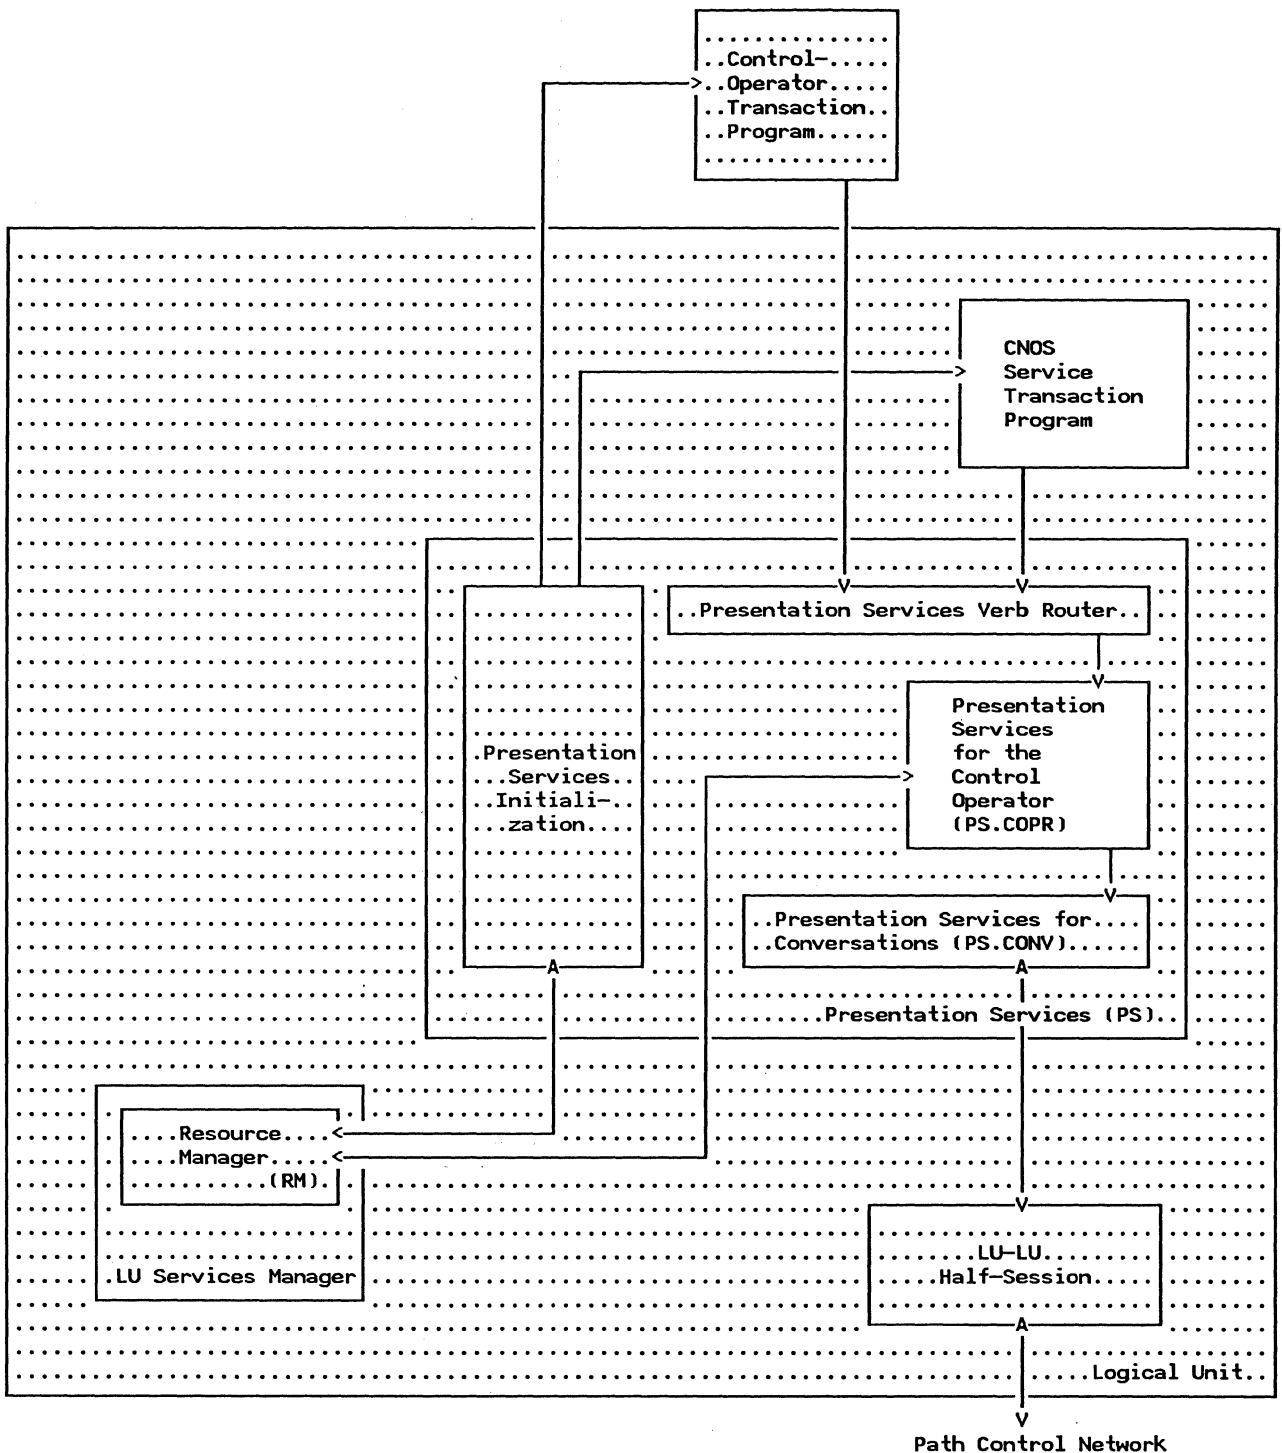 Control-
Operator
Transaction
Program
CNOS
Service
Transaction
Program
Presentation Services Verb Router
Presentation
Services
for the
Control
Operator
(PS.COPR)
Presentation
Services
Initiali-
zation
Presentation Services for
Conversations (PS.CONV)
Presentation Services (PS)
Resource
Manager
(RM)
LU Services Manager
LU-LU
Half-Session
Logical Unit
Path Control Network